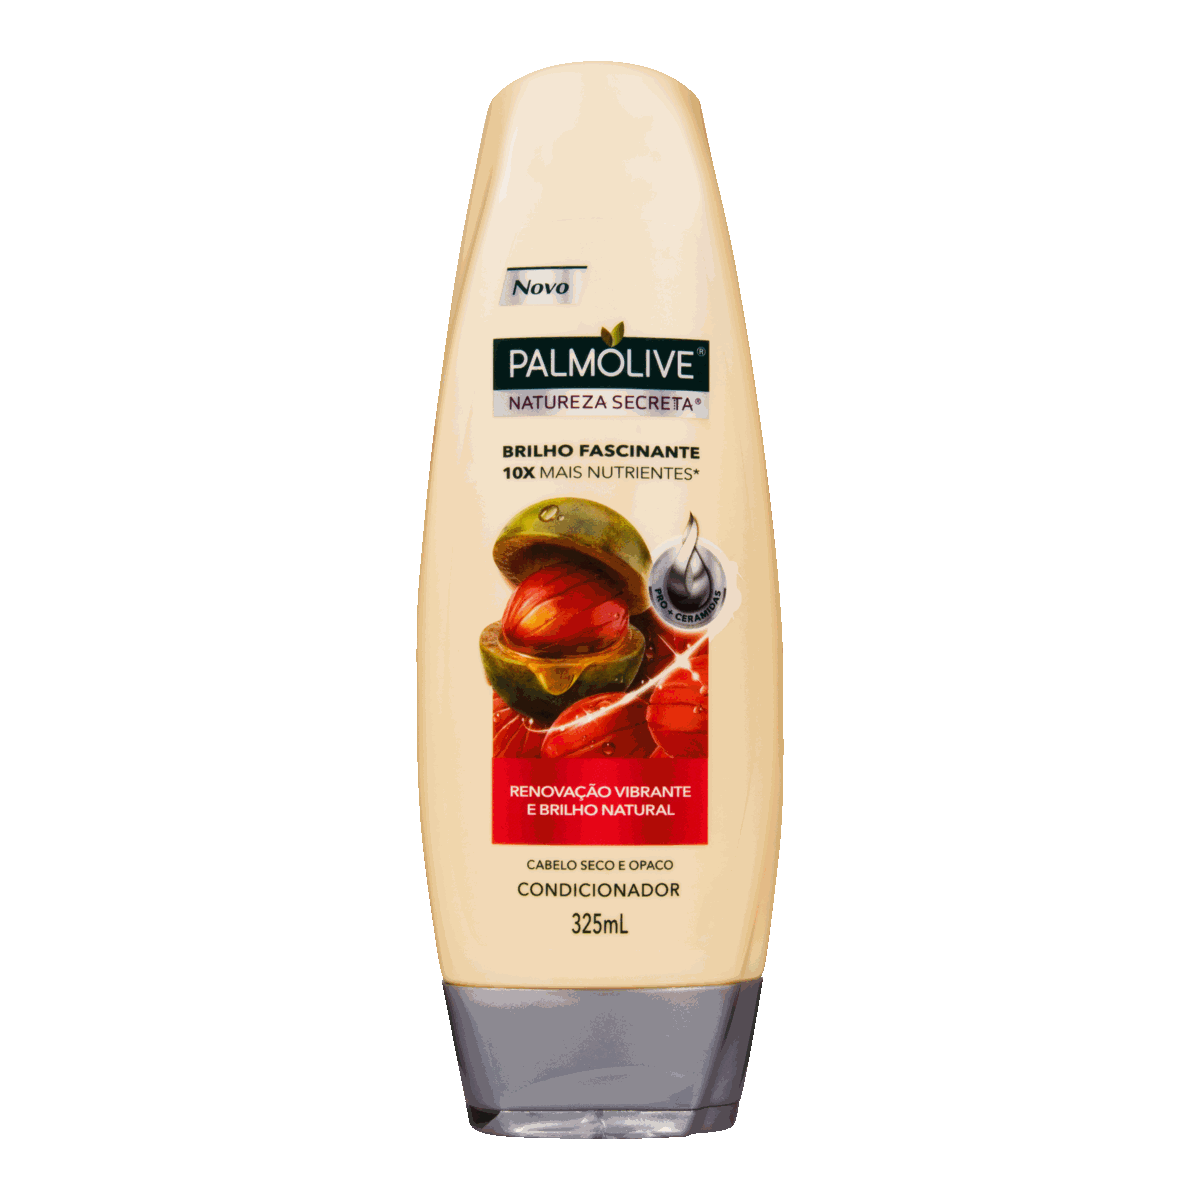 Novo
PALMOLIVE®
NATUREZA SECRETA®
BRILHO FASCINANTE
10X MAIS NUTRIENTES*
PRO + CERAMIDAS
RENOVAÇÃO VIBRANTE
E BRILHO NATURAL
CABELO SECO E OPACO
CONDICIONADOR
325mL